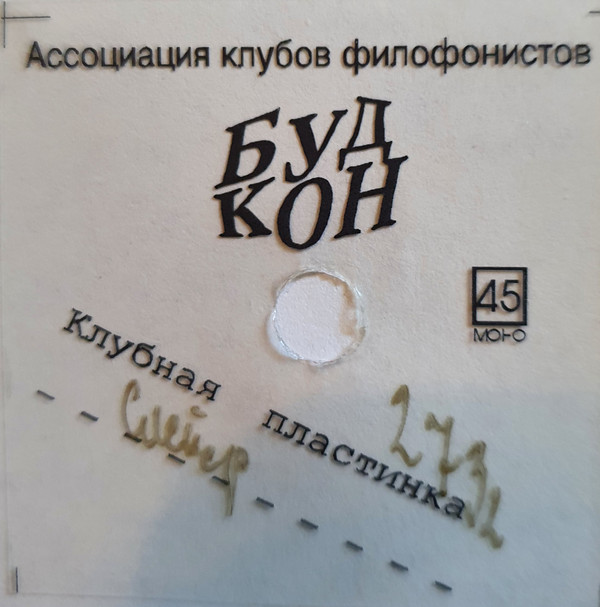 Ассоциация клубов филофонистов
БУД
КОН
45
МОНО
Клубная пластинка
Слейер
2732